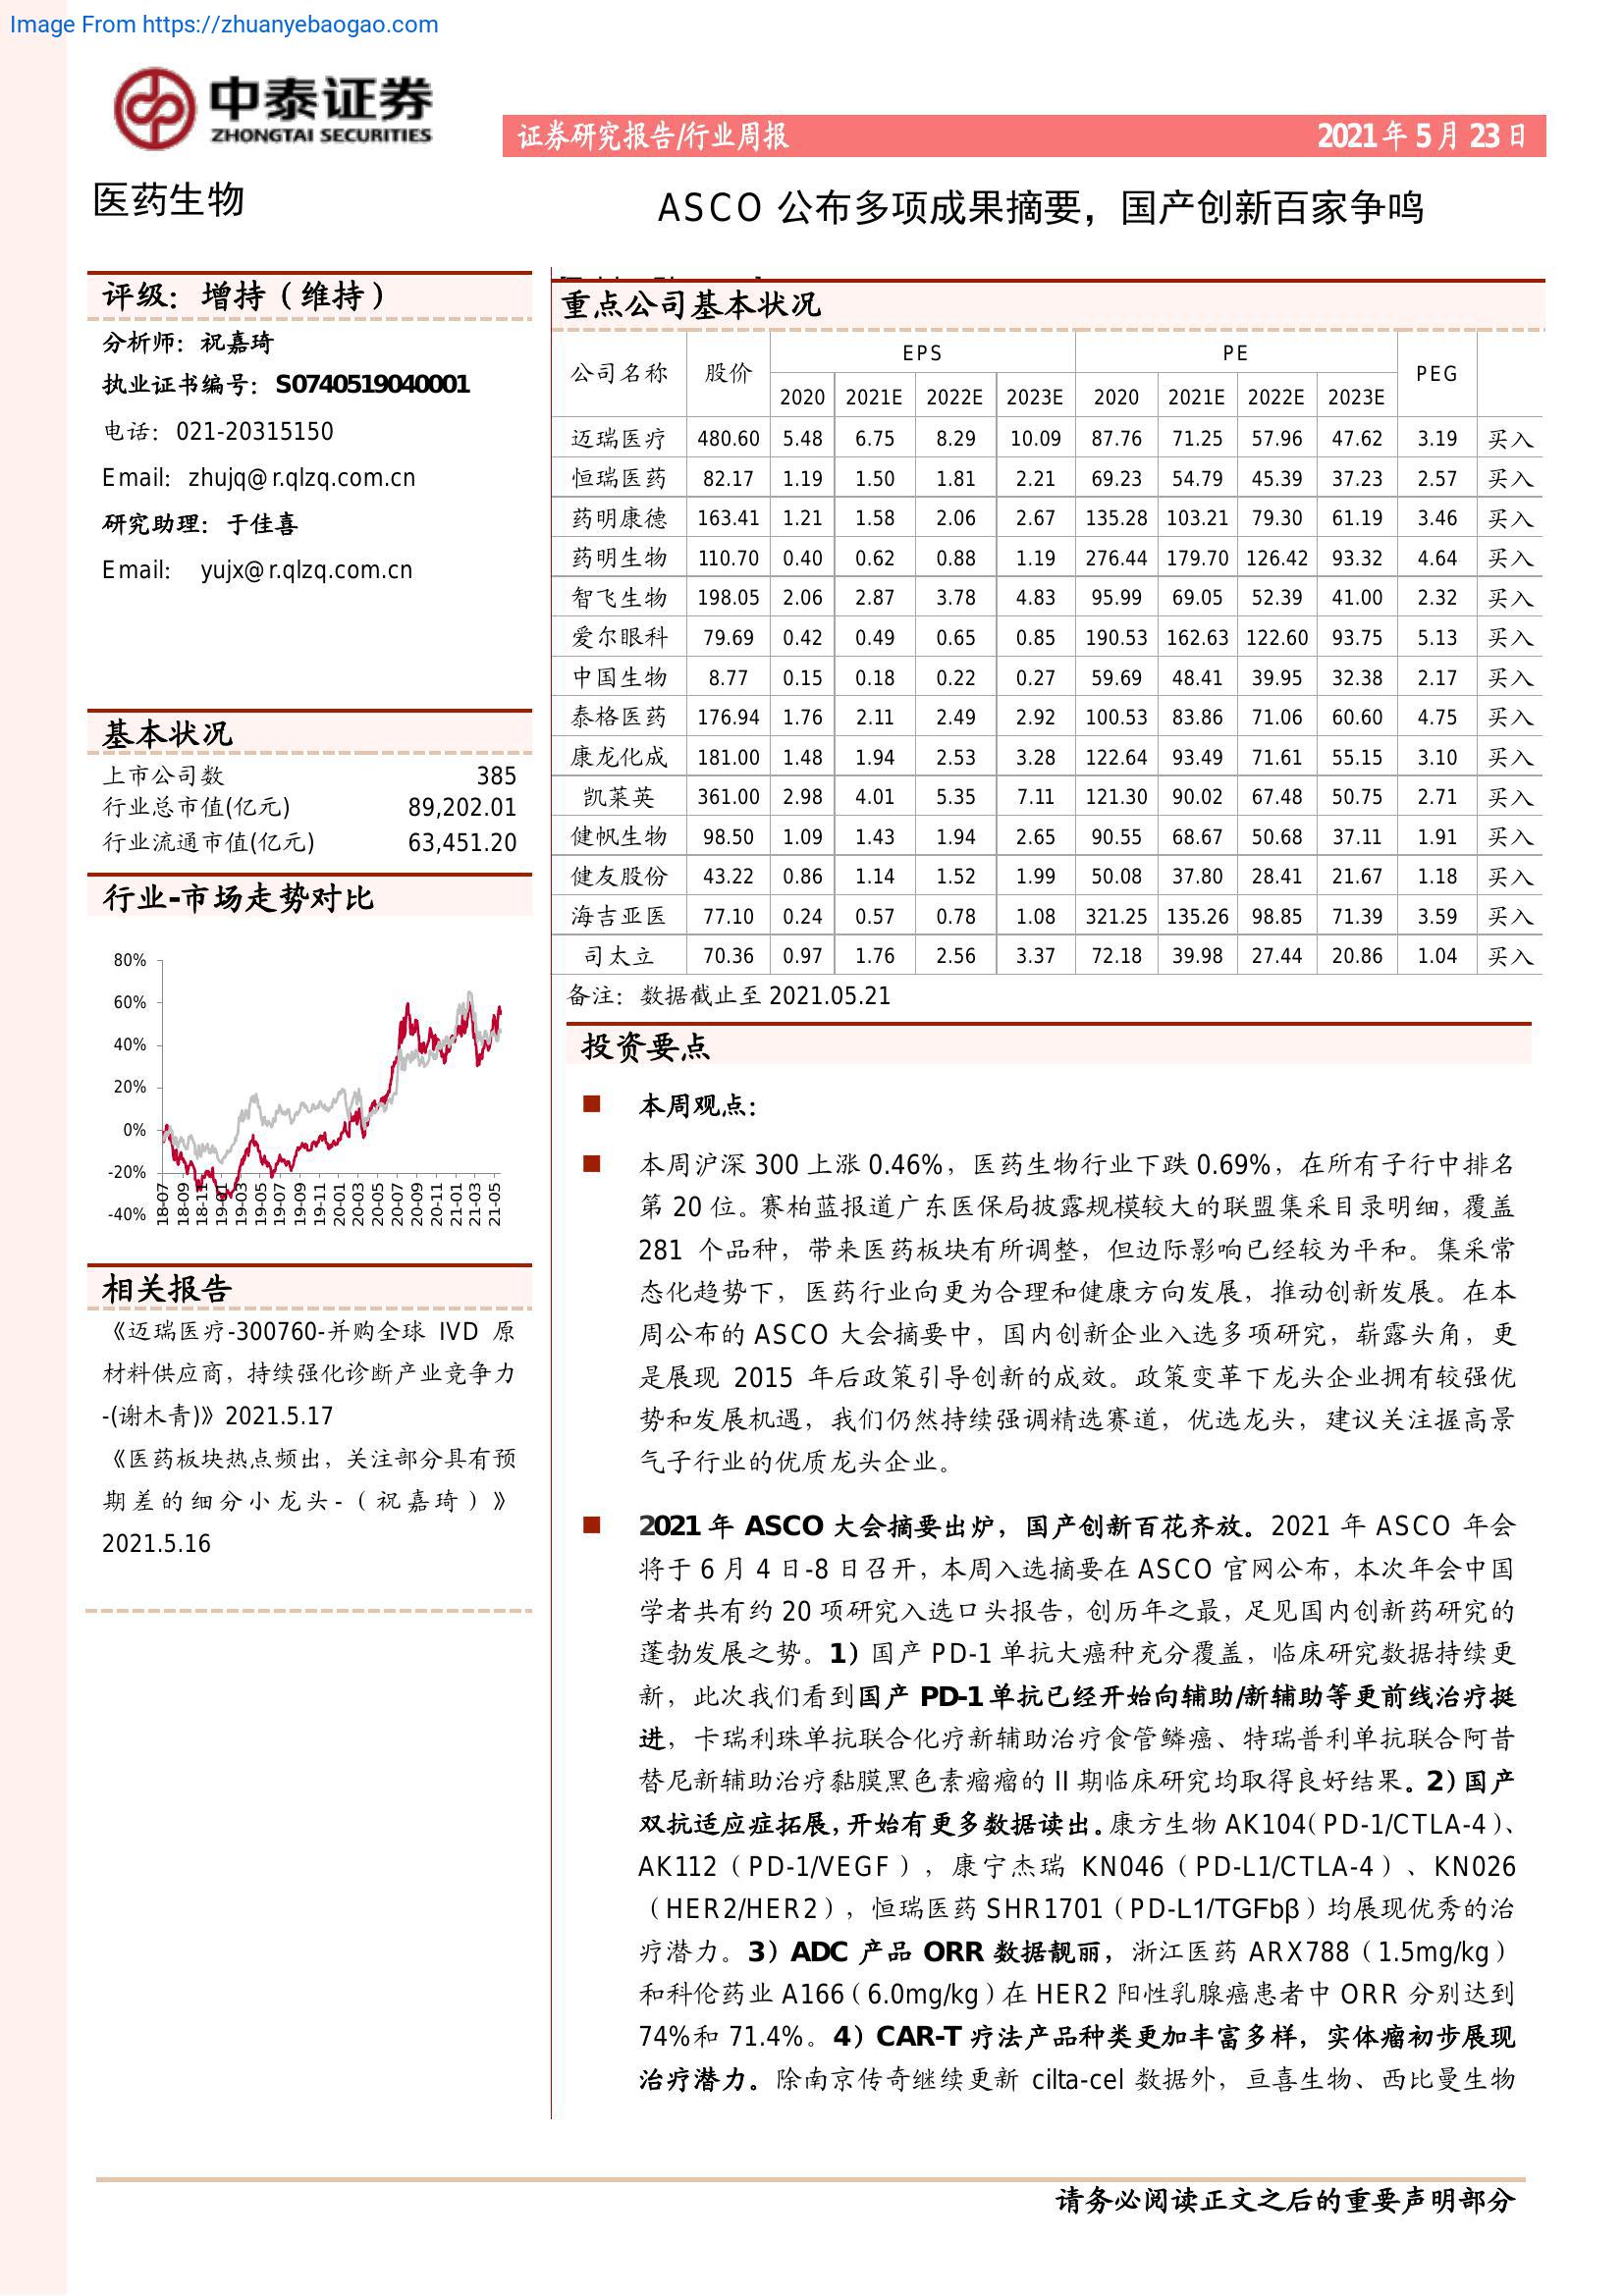 Image From https://zhuanyebaogao.com
中泰证券
ZHONGTAI SECURITIES
证券研究报告/行业周报 2021年 5 月 23 日
医药生物
ASCO 公布多项成果摘要，国产创新百家争鸣
评级：增持（维持）
分析师：祝嘉琦
执业证书编号：S0740519040001
电话：021-20315150
Email： zhujq@r.qlzq.com.cn
研究助理：于佳喜
Email： yujx@r.qlzq.com.cn
基本状况
上市公司数 385
行业总市值(亿元) 89,202.01
行业流通市值(亿元) 63,451.20
行业-市场走势对比
80%
60%
40%
20%
0%
-20%
-40%
18-07 18-09 18-11 19-01 19-03 19-05 19-07 19-09 19-11 20-01 20-03 20-05 20-07 20-09 20-11 21-01 21-03 21-05
相关报告
《迈瑞医疗-300760-并购全球 IVD 原
材料供应商，持续强化诊断产业竞争力
-(谢木青)》2021.5.17
《医药板块热点频出，关注部分具有预
期差的细分小龙头-（祝嘉琦）》
2021.5.16
重点公司基本状况
公司名称 股价 EPS PE PEG
2020 2021E 2022E 2023E 2020 2021E 2022E 2023E
迈瑞医疗 480.60 5.48 6.75 8.29 10.09 87.76 71.25 57.96 47.62 3.19 买入
恒瑞医药 82.17 1.19 1.50 1.81 2.21 69.23 54.79 45.39 37.23 2.57 买入
药明康德 163.41 1.21 1.58 2.06 2.67 135.28 103.21 79.30 61.19 3.46 买入
药明生物 110.70 0.40 0.62 0.88 1.19 276.44 179.70 126.42 93.32 4.64 买入
智飞生物 198.05 2.06 2.87 3.78 4.83 95.99 69.05 52.39 41.00 2.32 买入
爱尔眼科 79.69 0.42 0.49 0.65 0.85 190.53 162.63 122.60 93.75 5.13 买入
中国生物 8.77 0.15 0.18 0.22 0.27 59.69 48.41 39.95 32.38 2.17 买入
泰格医药 176.94 1.76 2.11 2.49 2.92 100.53 83.86 71.06 60.60 4.75 买入
康龙化成 181.00 1.48 1.94 2.53 3.28 122.64 93.49 71.61 55.15 3.10 买入
凯莱英 361.00 2.98 4.01 5.35 7.11 121.30 90.02 67.48 50.75 2.71 买入
健帆生物 98.50 1.09 1.43 1.94 2.65 90.55 68.67 50.68 37.11 1.91 买入
健友股份 43.22 0.86 1.14 1.52 1.99 50.08 37.80 28.41 21.67 1.18 买入
海吉亚医 77.10 0.24 0.57 0.78 1.08 321.25 135.26 98.85 71.39 3.59 买入
司太立 70.36 0.97 1.76 2.56 3.37 72.18 39.98 27.44 20.86 1.04 买入
备注：数据截止至 2021.05.21
投资要点
本周观点：
本周沪深 300 上涨 0.46%，医药生物行业下跌 0.69%，在所有子行中排名
第 20 位。赛柏蓝报道广东医保局披露规模较大的联盟集采目录明细，覆盖
281 个品种，带来医药板块有所调整，但边际影响已经较为平和。集采常
态化趋势下，医药行业向更为合理和健康方向发展，推动创新发展。在本
周公布的 ASCO 大会摘要中，国内创新企业入选多项研究，崭露头角，更
是展现 2015 年后政策引导创新的成效。政策变革下龙头企业拥有较强优
势和发展机遇，我们仍然持续强调精选赛道，优选龙头，建议关注握高景
气子行业的优质龙头企业。
2021 年 ASCO 大会摘要出炉，国产创新百花齐放。2021 年 ASCO 年会
将于 6 月 4 日-8 日召开，本周入选摘要在 ASCO 官网公布，本次年会中国
学者共有约 20 项研究入选口头报告，创历年之最，足见国内创新药研究的
蓬勃发展之势。1）国产 PD-1 单抗大癌种充分覆盖，临床研究数据持续更
新，此次我们看到国产 PD-1 单抗已经开始向辅助/新辅助等更前线治疗挺
进，卡瑞利珠单抗联合化疗新辅助治疗食管鳞癌、特瑞普利单抗联合阿昔
替尼新辅助治疗黏膜黑色素瘤瘤的 II 期临床研究均取得良好结果。2）国产
双抗适应症拓展，开始有更多数据读出。康方生物 AK104（PD-1/CTLA-4）、
AK112（PD-1/VEGF），康宁杰瑞 KN046（PD-L1/CTLA-4）、KN026
（HER2/HER2），恒瑞医药 SHR1701（PD-L1/TGFbβ）均展现优秀的治
疗潜力。3）ADC 产品 ORR 数据靓丽，浙江医药 ARX788（1.5mg/kg）
和科伦药业 A166（6.0mg/kg）在 HER2 阳性乳腺癌患者中 ORR 分别达到
74%和 71.4%。4）CAR-T 疗法产品种类更加丰富多样，实体瘤初步展现
治疗潜力。除南京传奇继续更新 cilta-cel 数据外，亘喜生物、西比曼生物
请务必阅读正文之后的重要声明部分